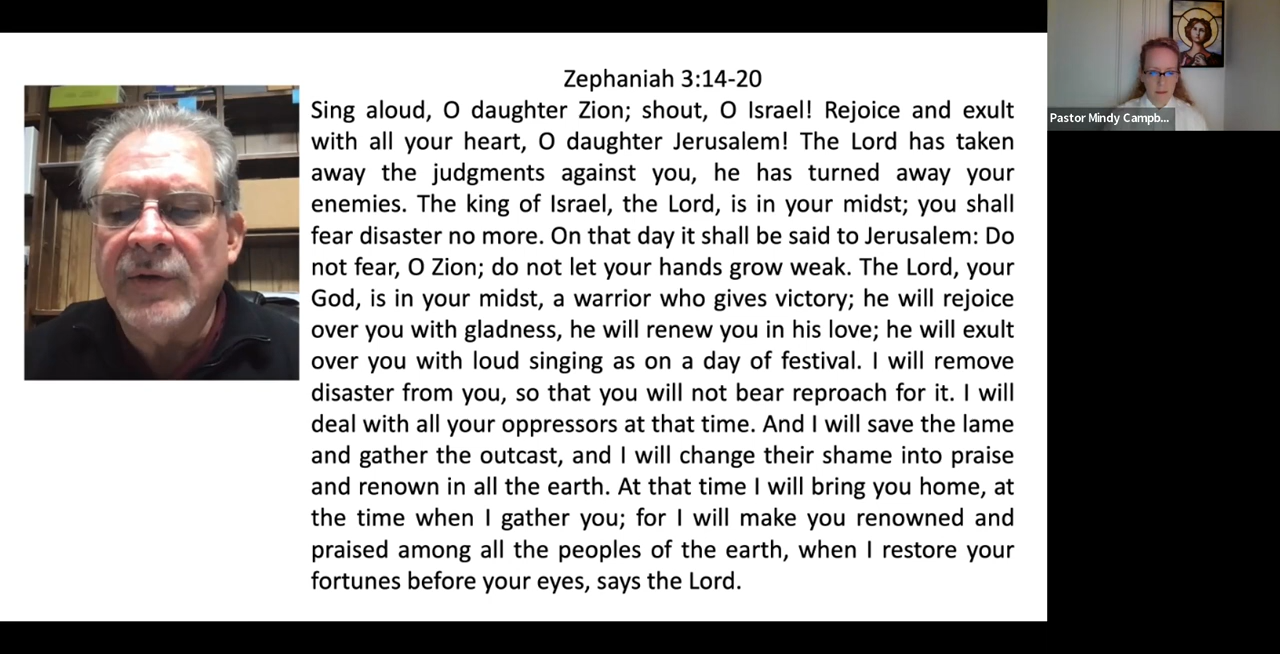 Zephaniah 3:14-20
Sing aloud, O daughter Zion; shout, O Israel! Rejoice and exult
with all your heart, O daughter Jerusalem! The Lord has taken
away the judgments against you, he has turned away your
enemies. The king of Israel, the Lord, is in your midst; you shall
fear disaster no more. On that day it shall be said to Jerusalem: Do
not fear, O Zion; do not let your hands grow weak. The Lord, your
God, is in your midst, a warrior who gives victory; he will rejoice
over you with gladness, he will renew you in his love; he will exult
over you with loud singing as on a day of festival. I will remove
disaster from you, so that you will not bear reproach for it. I will
deal with all your oppressors at that time. And I will save the lame
and gather the outcast, and I will change their shame into praise
and renown in all the earth. At that time I will bring you home, at
the time when I gather you; for I will make you renowned and
praised among all the peoples of the earth, when I restore your
fortunes before your eyes, says the Lord.
Pastor Mindy Campb...